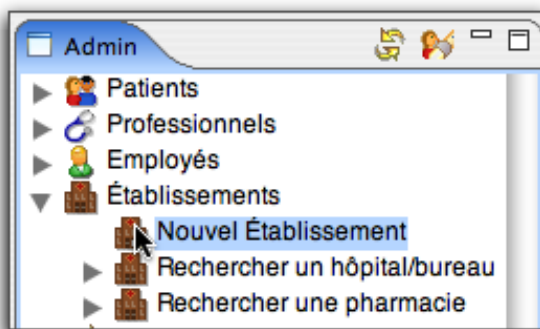 Admin
Patients
Professionnels
Employés
Établissements
Nouvel Établissement
Rechercher un hôpital/bureau
Rechercher une pharmacie